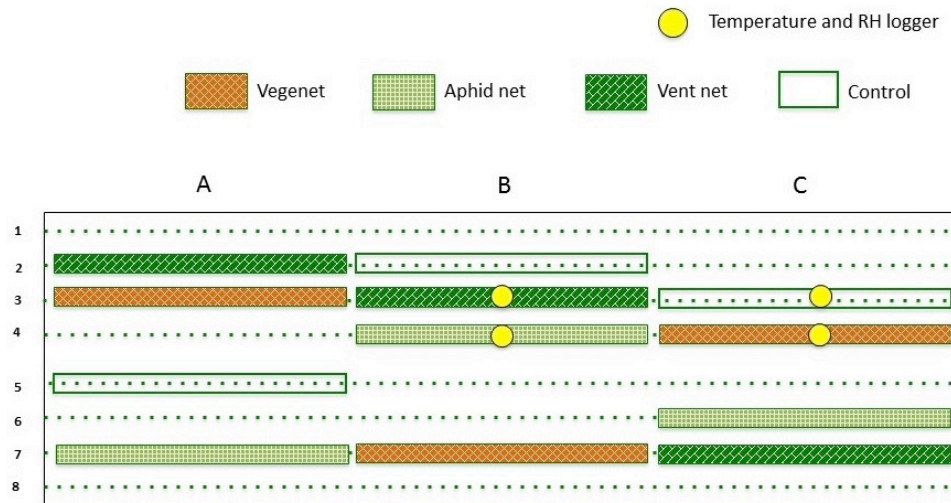 Temperature and RH logger
Vegenet Aphid net Vent net Control
A B C
1
2
3
4
5
6
7
8